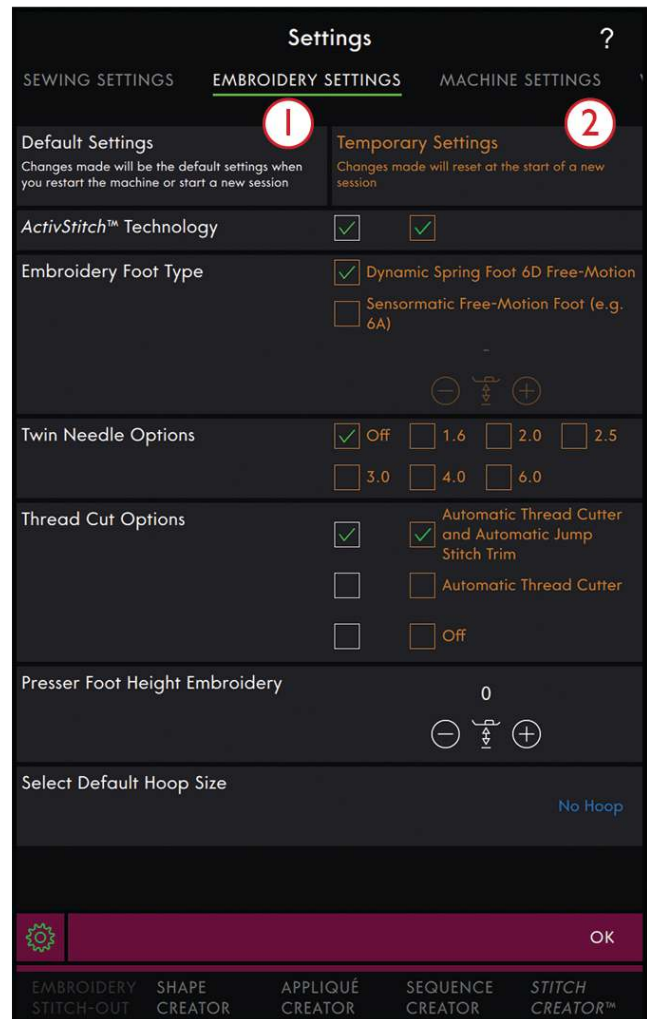 Settings
?
SEWING SETTINGS EMBROIDERY SETTINGS MACHINE SETTINGS
1
2
Default Settings
Changes made will be the default settings when
you restart the machine or start a new session
Temporary Settings
Changes made will reset at the start of a new
session
ActivStitch™ Technology
Embroidery Foot Type
Dynamic Spring Foot 6D Free-Motion
Sensormatic Free-Motion Foot (e.g.
6A)
-
Twin Needle Options
Off 1.6 2.0 2.5
3.0 4.0 6.0
Thread Cut Options
Automatic Thread Cutter
and Automatic Jump
Stitch Trim
Automatic Thread Cutter
Off
Presser Foot Height Embroidery
0
Select Default Hoop Size
No Hoop
OK
EMBROIDERY SHAPE APPLIQUÉ SEQUENCE STITCH
STITCH-OUT CREATOR CREATOR CREATOR CREATOR™